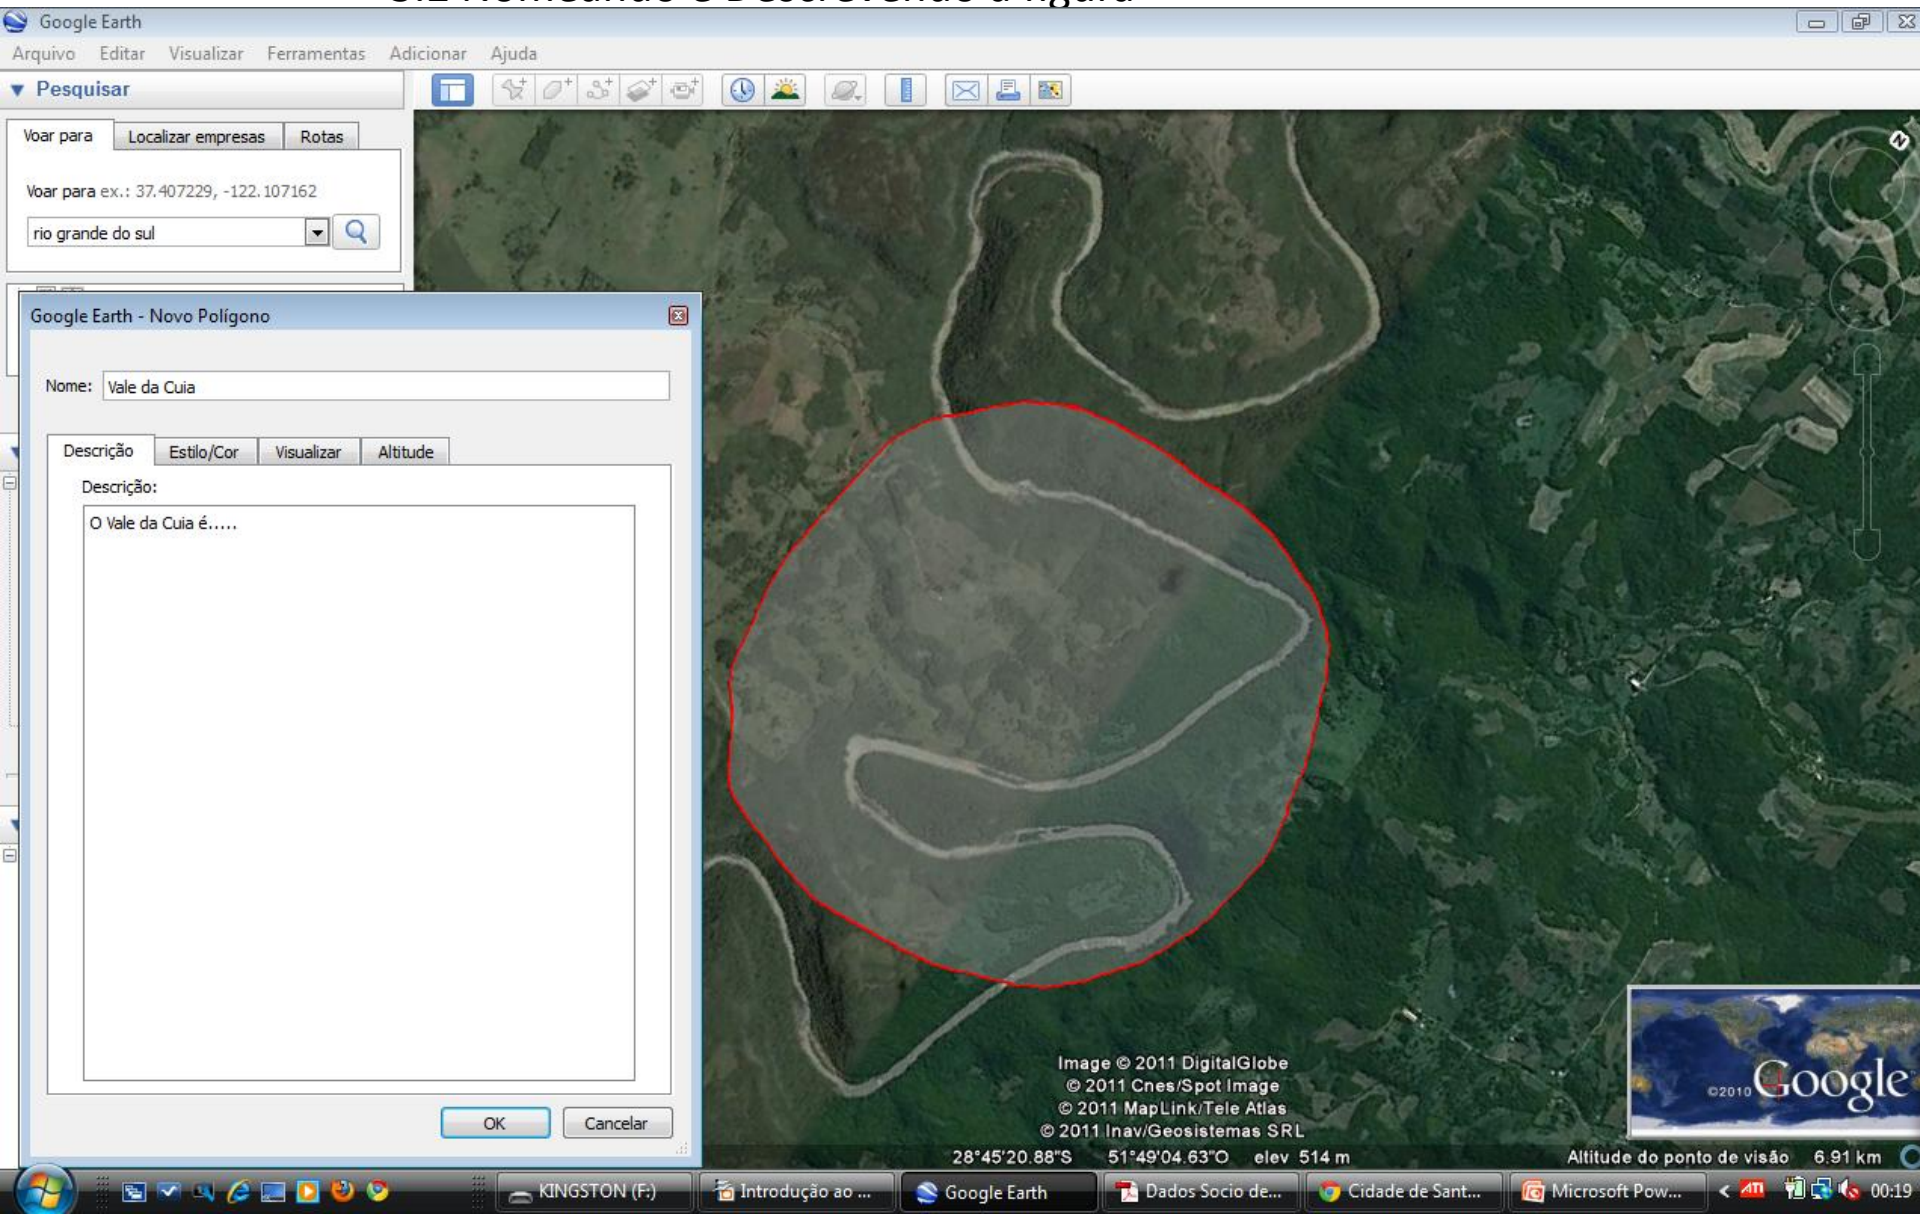 Google Earth
Arquivo Editar Visualizar Ferramentas Adicionar Ajuda
Pesquisar
Voar para Localizar empresas Rotas
Voar para ex.: 37.407229, -122.107162
rio grande do sul
Google Earth - Novo Polígono
Nome: Vale da Cuia
Descrição Estilo/Cor Visualizar Altitude
Descrição:
O Vale da Cuia é.....
OK Cancelar
N
Image © 2011 DigitalGlobe
© 2011 Cnes/Spot Image
© 2011 MapLink/Tele Atlas
© 2011 Inav/Geosistemas SRL
©2010 Google
28°45'20.88"S 51°49'04.63"O elev 514 m
Altitude do ponto de visão 6.91 km
KINGSTON (F:) Introdução ao ... Google Earth Dados Socio de... Cidade de Sant... Microsoft Pow... < ATI 00:19